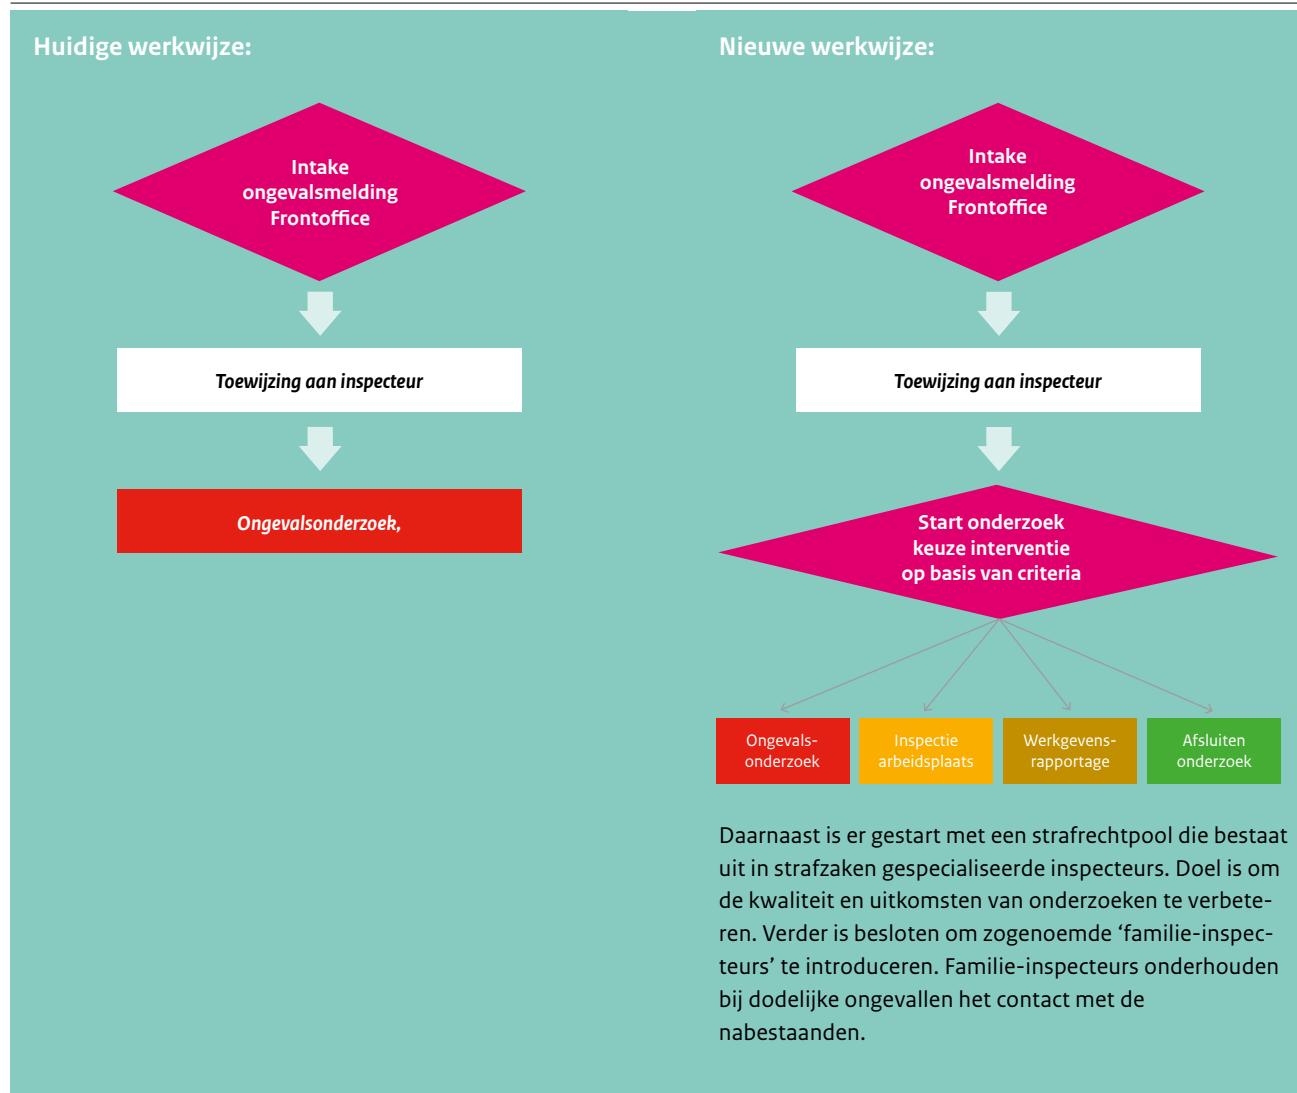 Huidige werkwijze:
Intake
ongevalsmelding
Frontoffice
Toewijzing aan inspecteur
Ongevalsonderzoek,
Nieuwe werkwijze:
Intake
ongevalsmelding
Frontoffice
Toewijzing aan inspecteur
Start onderzoek
keuze interventie
op basis van criteria
Ongevals-
onderzoek
Inspectie
arbeidsplaats
Werkgevens-
rapportage
Afsluiten
onderzoek
Daarnaast is er gestart met een strafrechtpool die bestaat
uit in strafzaken gespecialiseerde inspecteurs. Doel is om
de kwaliteit en uitkomsten van onderzoeken te verbete-
ren. Verder is besloten om zogenoemde ‘familie-inspec-
teurs’ te introduceren. Familie-inspecteurs onderhouden
bij dodelijke ongevallen het contact met de
nabestaanden.